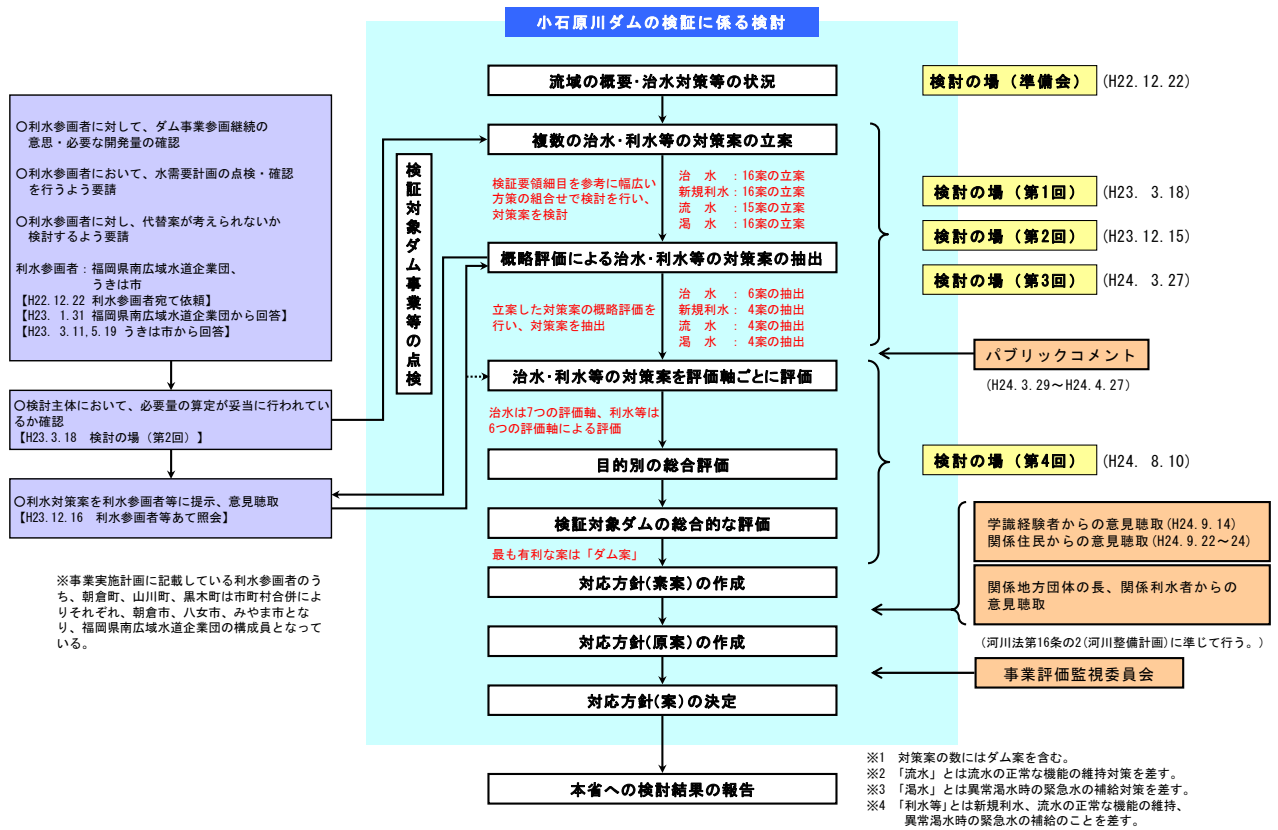 小石原川ダムの検証に係る検討
流域の概要･治水対策等の状況
検討の場（準備会）
(H22.12.22)
○利水参画者に対して、ダム事業参画継続の
意思・必要な開発量の確認
○利水参画者において、水需要計画の点検・確認
を行うよう要請
○利水参画者に対し、代替案が考えられないか
検討するよう要請
利水参画者：福岡県南広域水道企業団、
うきは市
【H22.12.22 利水参画者宛て依頼】
【H23. 1.31 福岡県南広域水道企業団から回答】
【H23. 3.11,5.19 うきは市から回答】
○検討主体において、必要量の算定が妥当に行われてい
るか確認
【H23.3.18 検討の場（第2回）】
○利水対策案を利水参画者等に提示、意見聴取
【H23.12.16 利水参画者等あて照会】
※事業実施計画に記載している利水参画者のう
ち、朝倉町、山川町、黒木町は市町村合併によ
りそれぞれ、朝倉市、八女市、みやま市とな
り、福岡県南広域水道企業団の構成員となって
いる。
検証対象ダム事業等の点検
複数の治水･利水等の対策案の立案
検証要領細目を参考に幅広い
方策の組合せで検討を行い、
対策案を検討
治　水　：16案の立案
新規利水：16案の立案
流　水　：15案の立案
渇　水　：16案の立案
概略評価による治水･利水等の対策案の抽出
立案した対策案の概略評価を
行い、対策案を抽出
治　水　： 6案の抽出
新規利水： 4案の抽出
流　水　： 4案の抽出
渇　水　： 4案の抽出
治水･利水等の対策案を評価軸ごとに評価
治水は7つの評価軸、利水等は
6つの評価軸による評価
目的別の総合評価
検証対象ダムの総合的な評価
最も有利な案は「ダム案」
対応方針(素案)の作成
対応方針(原案)の作成
対応方針(案)の決定
本省への検討結果の報告
検討の場（第1回）
(H23. 3.18)
検討の場（第2回）
(H23.12.15)
検討の場（第3回）
(H24. 3.27)
パブリックコメント
(H24.3.29～H24.4.27)
検討の場（第4回）
(H24. 8.10)
学識経験者からの意見聴取(H24.9.14)
関係住民からの意見聴取(H24.9.22～24)
関係地方団体の長、関係利水者からの
意見聴取
(河川法第16条の2(河川整備計画)に準じて行う。)
事業評価監視委員会
※1　対策案の数にはダム案を含む。
※2　「流水」とは流水の正常な機能の維持対策を差す。
※3　「渇水」とは異常渇水時の緊急水の補給対策を差す。
※4　「利水等」とは新規利水、流水の正常な機能の維持、
異常渇水時の緊急水の補給のことを差す。